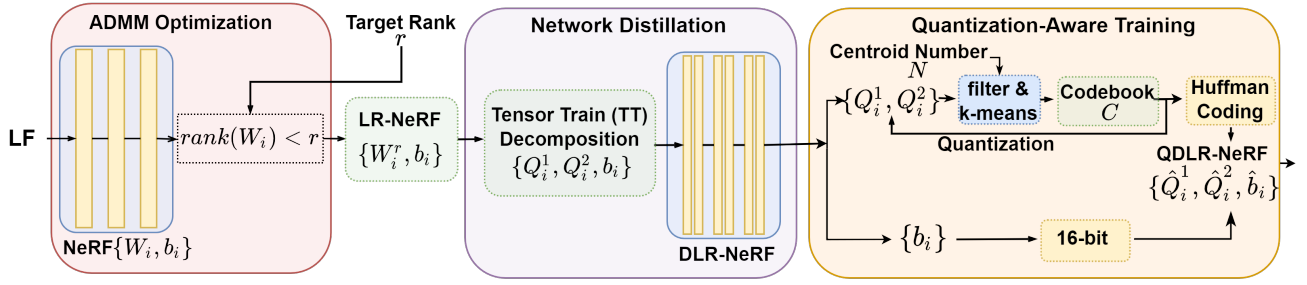 ADMM Optimization
LF
NeRF{W_i, b_i}
rank(W_i) < r
Target Rank
r
LR-NeRF
{W_i^r, b_i}
Network Distillation
Tensor Train (TT)
Decomposition
{Q_i^1, Q_i^2, b_i}
DLR-NeRF
Quantization-Aware Training
Centroid Number
N
{Q_i^1, Q_i^2}
filter &
k-means
Codebook
C
Huffman
Coding
Quantization
QDLR-NeRF
{Q̂_i^1, Q̂_i^2, b̂_i}
{b_i}
16-bit